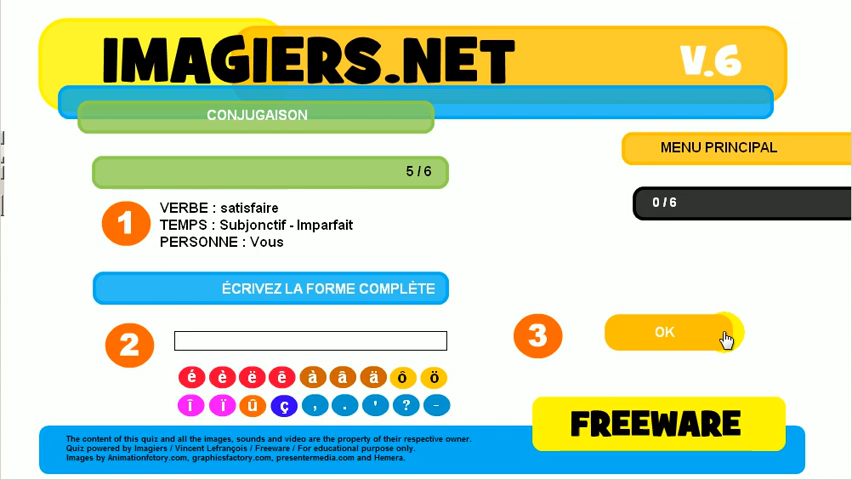 IMAGIERS.NET
V.6
CONJUGAISON
MENU PRINCIPAL
5 / 6
0 / 6
1
VERBE : satisfaire
TEMPS : Subjonctif - Imparfait
PERSONNE : Vous
ÉCRIVEZ LA FORME COMPLÈTE
2
3
OK
é è ë ê à â ä ô ö
î ï û ç , . ' ? -
FREEWARE
The content of this quiz and all the images, sounds and video are the property of their respective owner.
Quiz powered by Imagiers / Vincent Lefrançois / Freeware / For educational purpose only.
Images by Animationfctory.com, graphicsfactory.com, presentermedia.com and Hemera.